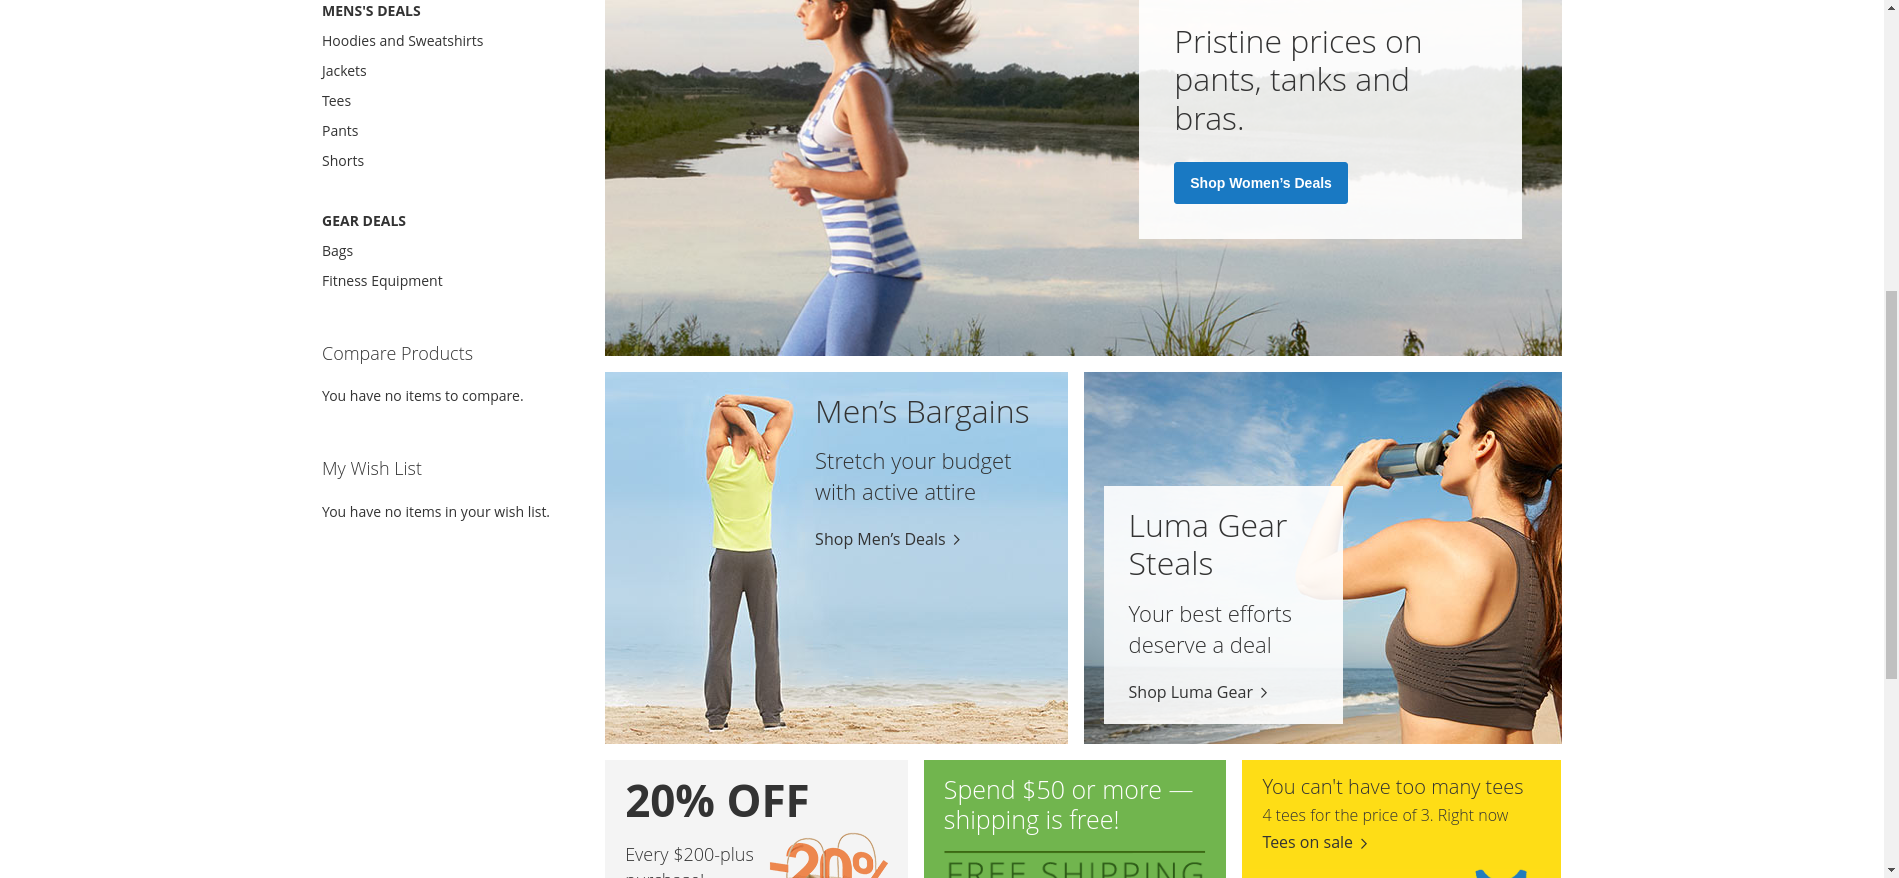 MENS'S DEALS
Hoodies and Sweatshirts
Jackets
Tees
Pants
Shorts
GEAR DEALS
Bags
Fitness Equipment
Compare Products
You have no items to compare.
My Wish List
You have no items in your wish list.
Pristine prices on
pants, tanks and
bras.
Shop Women’s Deals
Men’s Bargains
Stretch your budget
with active attire
Shop Men’s Deals
Luma Gear
Steals
Your best efforts
deserve a deal
Shop Luma Gear
20% OFF
Every $200-plus
purchase!
-20%
Spend $50 or more —
shipping is free!
FREE SHIPPING
You can't have too many tees
4 tees for the price of 3. Right now
Tees on sale